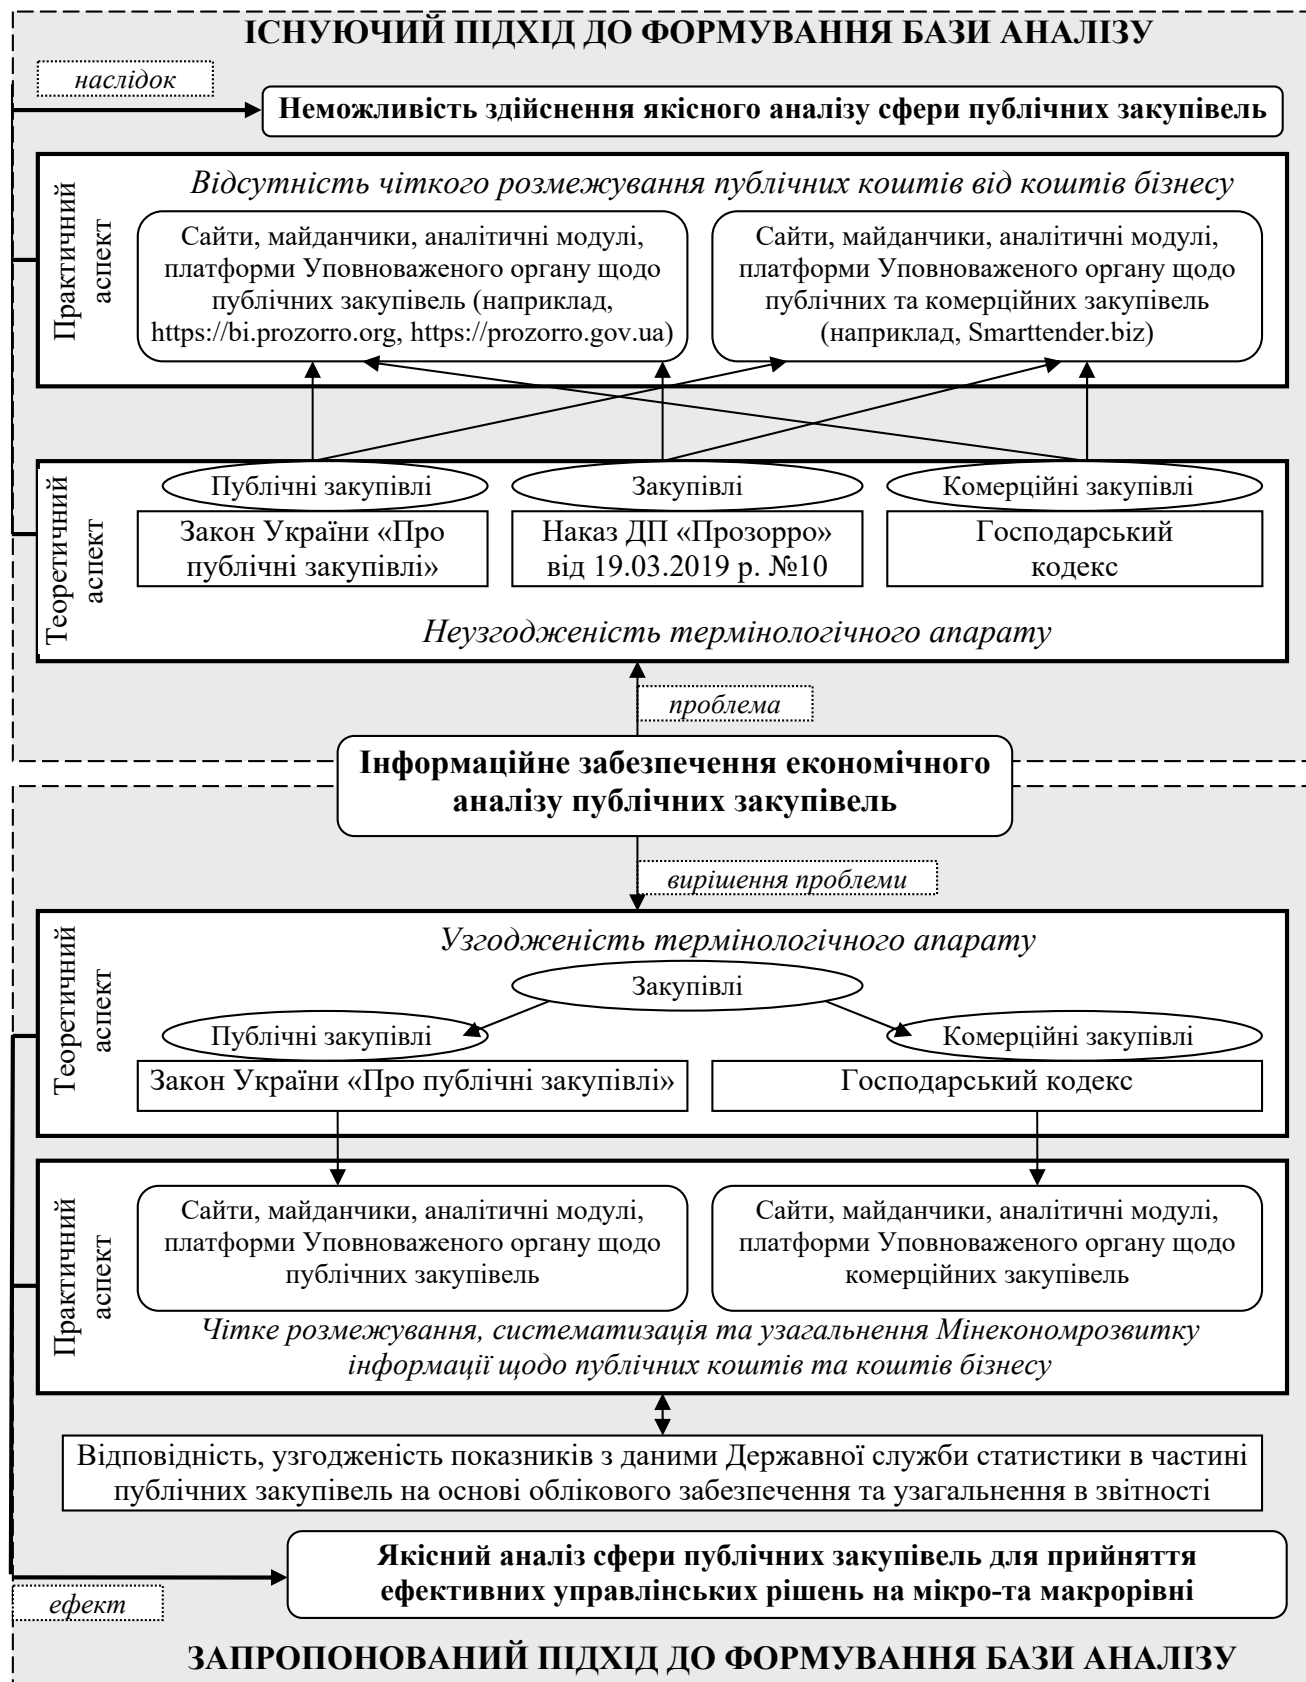 ІСНУЮЧИЙ ПІДХІД ДО ФОРМУВАННЯ БАЗИ АНАЛІЗУ
наслідок
Неможливість здійснення якісного аналізу сфери публічних закупівель
Практичний
аспект
Відсутність чіткого розмежування публічних коштів від коштів бізнесу
Сайти, майданчики, аналітичні модулі,
платформи Уповноваженого органу щодо
публічних закупівель (наприклад,
https://bi.prozorro.org, https://prozorro.gov.ua)
Сайти, майданчики, аналітичні модулі,
платформи Уповноваженого органу щодо
публічних та комерційних закупівель
(наприклад, Smarttender.biz)
Теоретичний
аспект
Публічні закупівлі
Закупівлі
Комерційні закупівлі
Закон України «Про
публічні закупівлі»
Наказ ДП «Прозорро»
від 19.03.2019 р. №10
Господарський
кодекс
Неузгодженість термінологічного апарату
проблема
Інформаційне забезпечення економічного
аналізу публічних закупівель
вирішення проблеми
Теоретичний
аспект
Узгодженість термінологічного апарату
Закупівлі
Публічні закупівлі
Комерційні закупівлі
Закон України «Про публічні закупівлі»
Господарський кодекс
Практичний
аспект
Сайти, майданчики, аналітичні модулі,
платформи Уповноваженого органу щодо
публічних закупівель
Сайти, майданчики, аналітичні модулі,
платформи Уповноваженого органу щодо
комерційних закупівель
Чітке розмежування, систематизація та узагальнення Мінекономрозвитку
інформації щодо публічних коштів та коштів бізнесу
Відповідність, узгодженість показників з даними Державної служби статистики в частині
публічних закупівель на основі облікового забезпечення та узагальнення в звітності
Якісний аналіз сфери публічних закупівель для прийняття
ефективних управлінських рішень на мікро-та макрорівні
ефект
ЗАПРОПОНОВАНИЙ ПІДХІД ДО ФОРМУВАННЯ БАЗИ АНАЛІЗУ